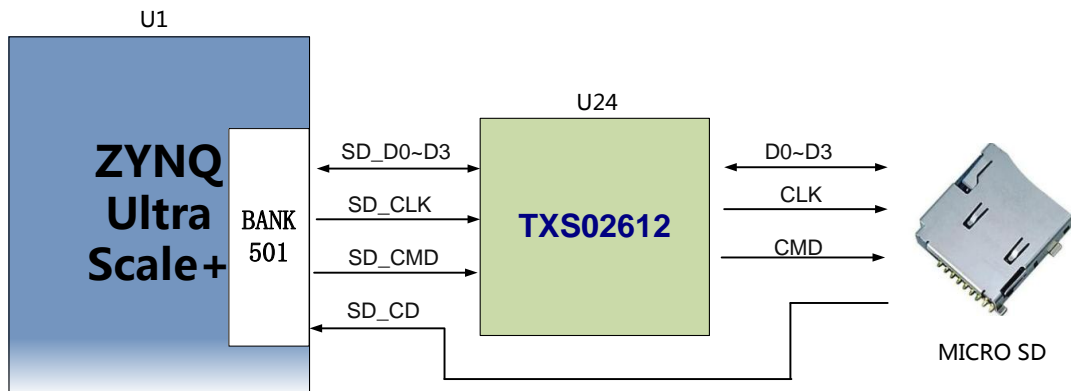 U1
ZYNQ
Ultra
Scale+
BANK
501
SD_D0~D3
SD_CLK
SD_CMD
SD_CD
U24
TXS02612
D0~D3
CLK
CMD
MICRO SD